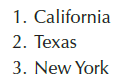 1. California
2. Texas
3. New York